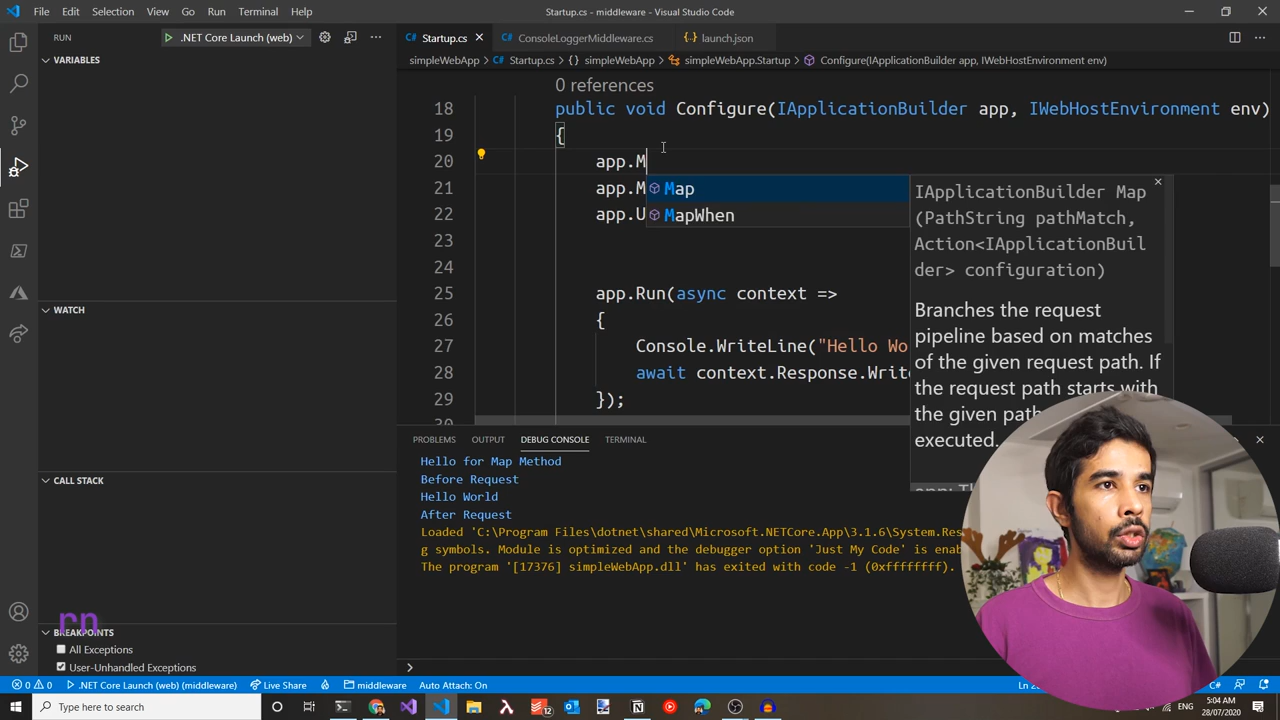 File Edit Selection View Go Run Terminal Help
Startup.cs - middleware - Visual Studio Code
RUN .NET Core Launch (web)
Startup.cs ConsoleLoggerMiddleware.cs launch.json
simpleWebApp > Startup.cs > {} simpleWebApp > simpleWebApp.Startup > Configure(IApplicationBuilder app, IWebHostEnvironment env)
VARIABLES
WATCH
CALL STACK
BREAKPOINTS
All Exceptions
User-Unhandled Exceptions
rn
0 references
18 public void Configure(IApplicationBuilder app, IWebHostEnvironment env)
19 {
20 app.M
21 app.M
22 app.U
23
24
25 app.Run(async context =>
26 {
27 Console.WriteLine("Hello Wo
28 await context.Response.Write
29 });
Map
MapWhen
IApplicationBuilder Map
(PathString pathMatch,
Action<IApplicationBuil
der> configuration)
Branches the request
pipeline based on matches
of the given request path. If
the request path starts with
the given path
executed.
PROBLEMS OUTPUT DEBUG CONSOLE TERMINAL
Hello for Map Method
Before Request
Hello World
After Request
Loaded 'C:\Program Files\dotnet\shared\Microsoft.NETCore.App\3.1.6\System.Res
g symbols. Module is optimized and the debugger option 'Just My Code' is enab
The program '[17376] simpleWebApp.dll' has exited with code -1 (0xffffffff).
>
0 0 .NET Core Launch (web) (middleware) Live Share middleware Auto Attach: On C#
Type here to search
12
ENG
5:04 AM
28/07/2020